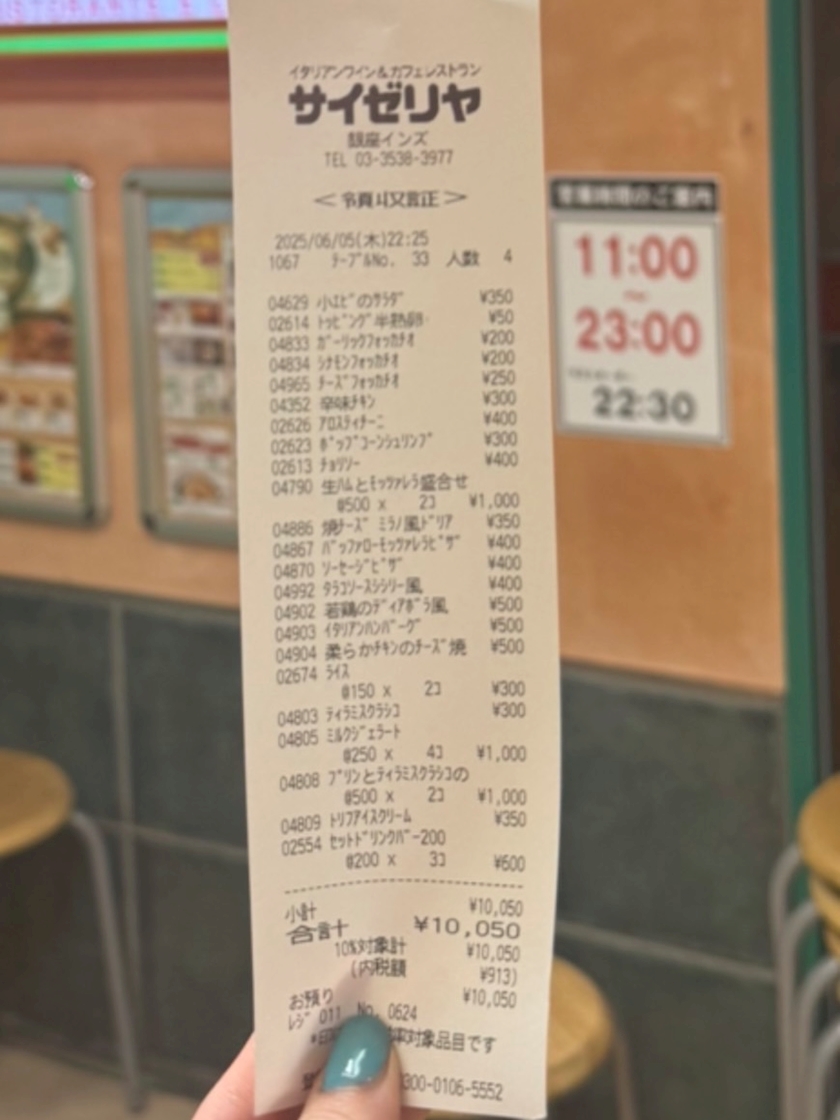 イタリアンワイン&カフェレストラン
サイゼリヤ
銀座インズ
TEL 03-3538-3977
<領収証>
2025/06/05(木)22:25
1067 ﾃｰﾌﾞﾙNo. 33 人数 4
04629 小ｴﾋﾞのｻﾗﾀﾞ ¥350
02614 ﾄｯﾋﾟﾝｸﾞ半熟卵 ¥50
04833 ｶﾞｰﾘｯｸﾌｫｯｶﾁｵ ¥200
04834 ｼﾅﾓﾝﾌｫｯｶﾁｵ ¥200
04965 ﾁｰｽﾞﾌｫｯｶﾁｵ ¥250
04352 辛味ﾁｷﾝ ¥300
02626 ｱﾛｽﾃｨﾁｰﾆ ¥400
02623 ﾎﾟｯﾌﾟｺｰﾝｼｭﾘﾝﾌﾟ ¥300
02613 ﾁｮﾘｿｰ ¥400
04790 生ﾊﾑとﾓｯﾂｧﾚﾗ盛合せ
@500 x 2ｺ ¥1,000
04886 焼ﾁｰｽﾞ ﾐﾗﾉ風ﾄﾞﾘｱ ¥350
04867 ﾊﾞｯﾌｧﾛｰﾓｯﾂｧﾚﾗﾋﾟｻﾞ ¥400
04870 ｿｰｾｰｼﾞﾋﾟｻﾞ ¥400
04992 ﾀﾗｺｿｰｽｼｼﾘｰ風 ¥400
04902 若鶏のﾃﾞｨｱﾎﾞﾗ風 ¥500
04903 ｲﾀﾘｱﾝﾊﾝﾊﾞｰｸﾞ ¥500
04904 柔らかﾁｷﾝのﾁｰｽﾞ焼 ¥500
02674 ﾗｲｽ
@150 x 2ｺ ¥300
04803 ﾃｨﾗﾐｽｸﾗｼｺ ¥300
04805 ﾐﾙｸｼﾞｪﾗｰﾄ
@250 x 4ｺ ¥1,000
04808 ﾌﾟﾘﾝとﾃｨﾗﾐｽｸﾗｼｺの
@500 x 2ｺ ¥1,000
04809 ﾄﾘﾌｱｲｽｸﾘｰﾑ ¥350
02554 ｾｯﾄﾄﾞﾘﾝｸﾊﾞｰ-200
@200 x 3ｺ ¥600
小計 ¥10,050
合計 ¥10,050
10%対象計 ¥10,050
(内税額 ¥913)
お預り ¥10,050
ﾚｼﾞ 011 No. 0624
*印 率対象品目です
300-0106-5552
営業時間のご案内
11:00
～
23:00
22:30